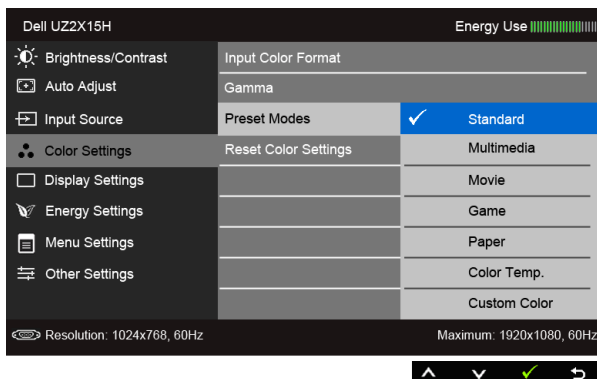 Dell UZ2X15H Energy Use
Brightness/Contrast Input Color Format
Auto Adjust Gamma
Input Source Preset Modes Standard
Color Settings Reset Color Settings Multimedia
Display Settings Movie
Energy Settings Game
Menu Settings Paper
Other Settings Color Temp.
Custom Color
Resolution: 1024x768, 60Hz Maximum: 1920x1080, 60Hz